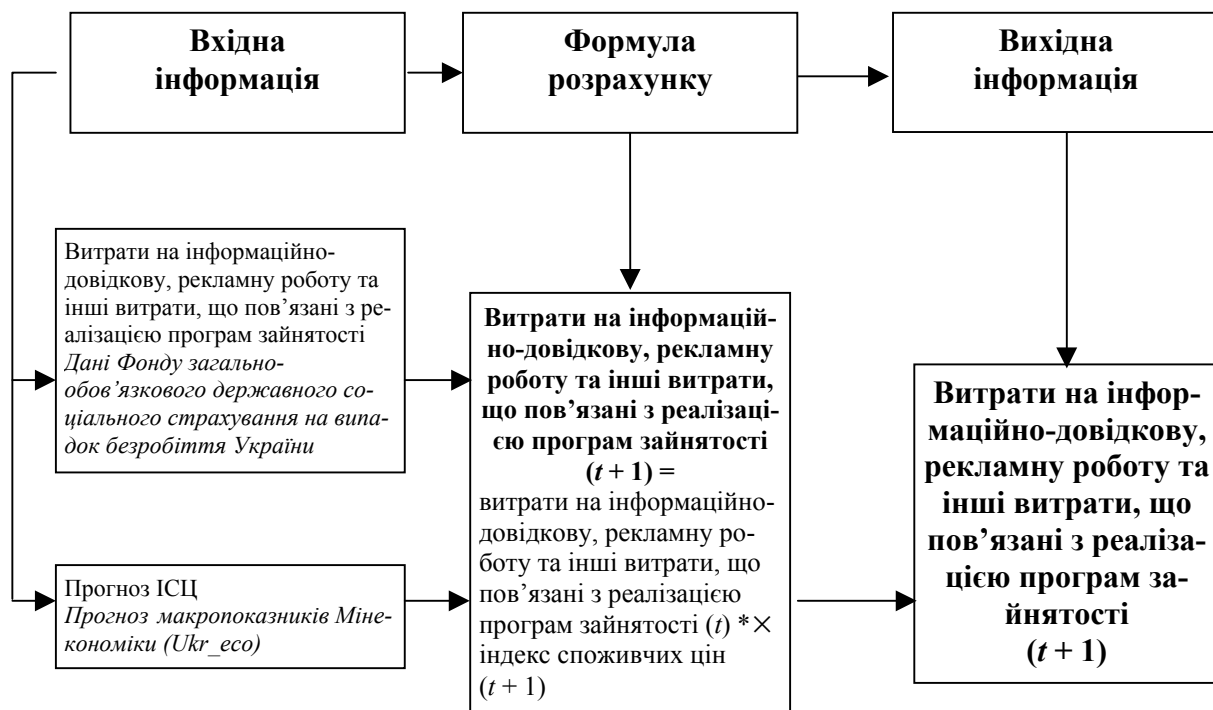 Вхідна
інформація
Формула
розрахунку
Вихідна
інформація
Витрати на інформаційно-
довідкову, рекламну роботу та
інші витрати, що пов’язані з ре-
алізацією програм зайнятості
Дані Фонду загально-
обов’язкового державного со-
ціального страхування на випа-
док безробіття України
Прогноз ІСЦ
Прогноз макропоказників Міне-
кономіки (Ukr_eco)
Витрати на інформацій-
но-довідкову, рекламну
роботу та інші витрати,
що пов’язані з реалізаці-
єю програм зайнятості
(t + 1) =
витрати на інформаційно-
довідкову, рекламну ро-
боту та інші витрати, що
пов’язані з реалізацією
програм зайнятості (t) *×
індекс споживчих цін
(t + 1)
Витрати на інфор-
маційно-довідкову,
рекламну роботу та
інші витрати, що
пов’язані з реаліза-
цією програм за-
йнятості
(t + 1)